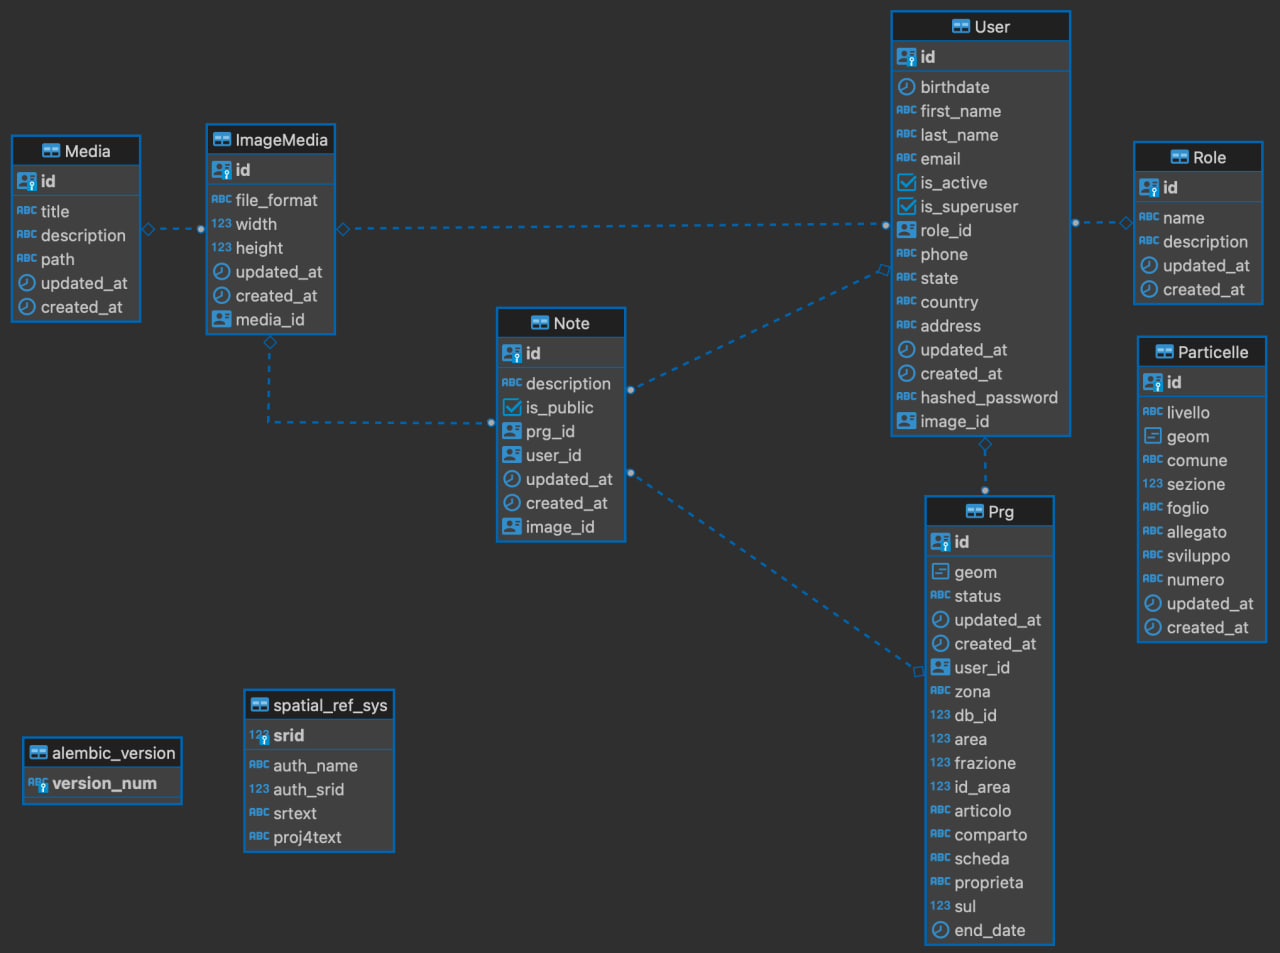 Media
id
ABC title
ABC description
ABC path
updated_at
created_at
ImageMedia
id
ABC file_format
123 width
123 height
updated_at
created_at
media_id
Note
id
ABC description
is_public
prg_id
user_id
updated_at
created_at
image_id
User
id
birthdate
ABC first_name
ABC last_name
ABC email
is_active
is_superuser
role_id
ABC phone
ABC state
ABC country
ABC address
updated_at
created_at
ABC hashed_password
image_id
Role
id
ABC name
ABC description
updated_at
created_at
Particelle
id
ABC livello
geom
ABC comune
123 sezione
ABC foglio
ABC allegato
ABC sviluppo
ABC numero
updated_at
created_at
Prg
id
geom
ABC status
updated_at
created_at
user_id
ABC zona
123 db_id
123 area
123 frazione
123 id_area
ABC articolo
ABC comparto
ABC scheda
ABC proprieta
123 sul
end_date
spatial_ref_sys
123 srid
ABC auth_name
123 auth_srid
ABC srtext
ABC proj4text
alembic_version
ABC version_num